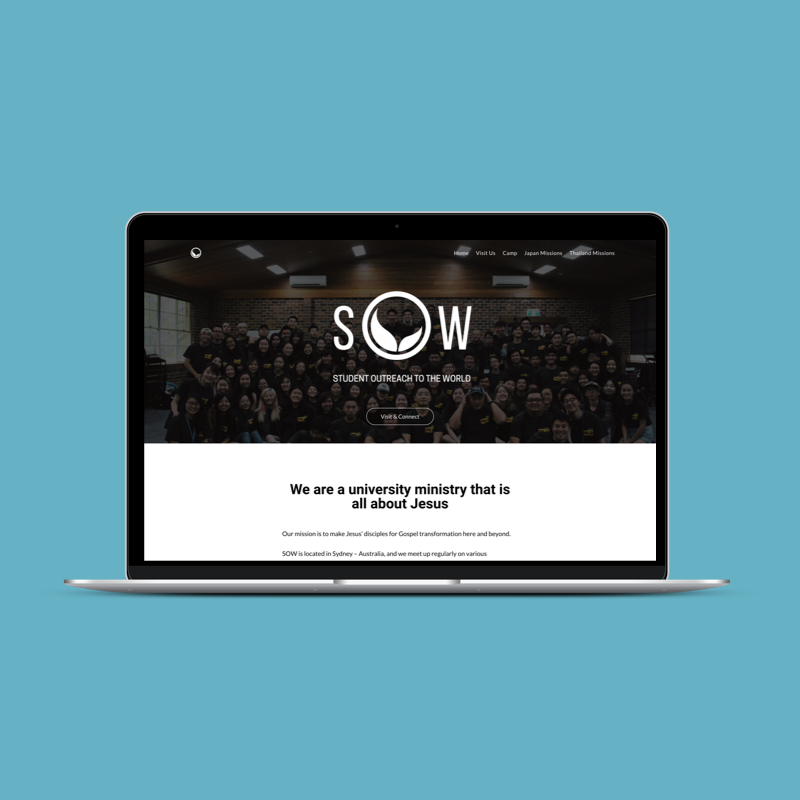 Home Visit Us Camp Japan Missions Thailand Missions
SOW
STUDENT OUTREACH TO THE WORLD
Visit & Connect
We are a university ministry that is
all about Jesus
Our mission is to make Jesus' disciples for Gospel transformation here and beyond.
SOW is located in Sydney – Australia, and we meet up regularly on various